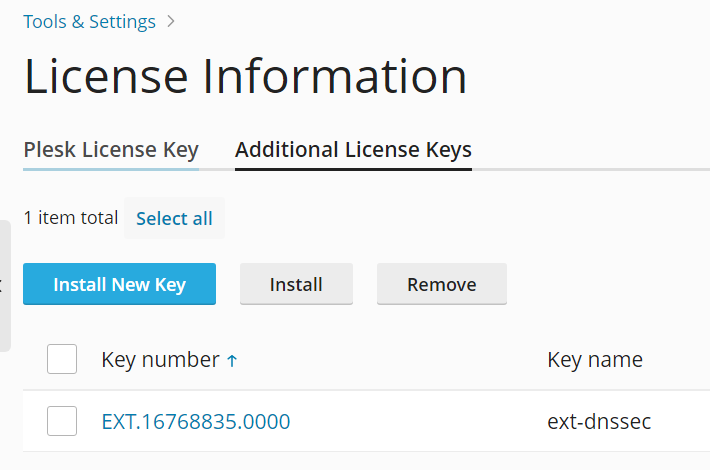 Tools & Settings >
License Information
Plesk License Key Additional License Keys
1 item total Select all
Install New Key Install Remove
Key number ↑ Key name
EXT.16768835.0000 ext-dnssec